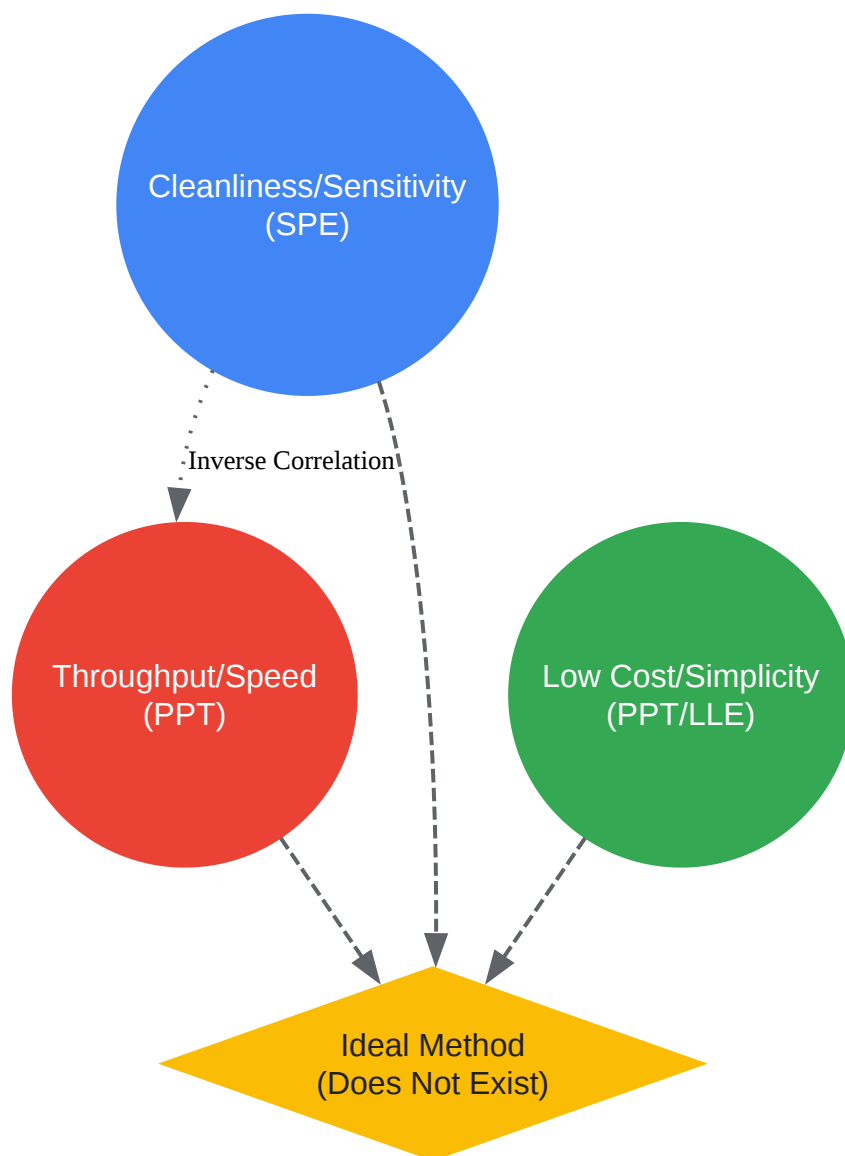 Cleanliness/Sensitivity
(SPE)
Inverse Correlation
Throughput/Speed
(PPT)
Low Cost/Simplicity
(PPT/LLE)
Ideal Method
(Does Not Exist)